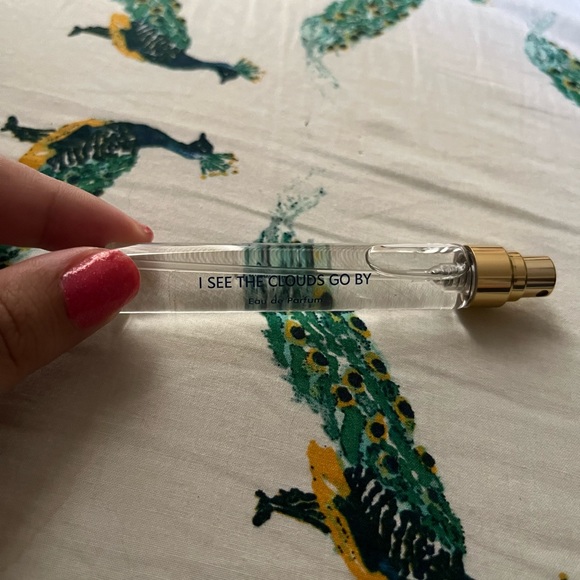 I SEE THE CLOUDS GO BY
Eau de Parfum